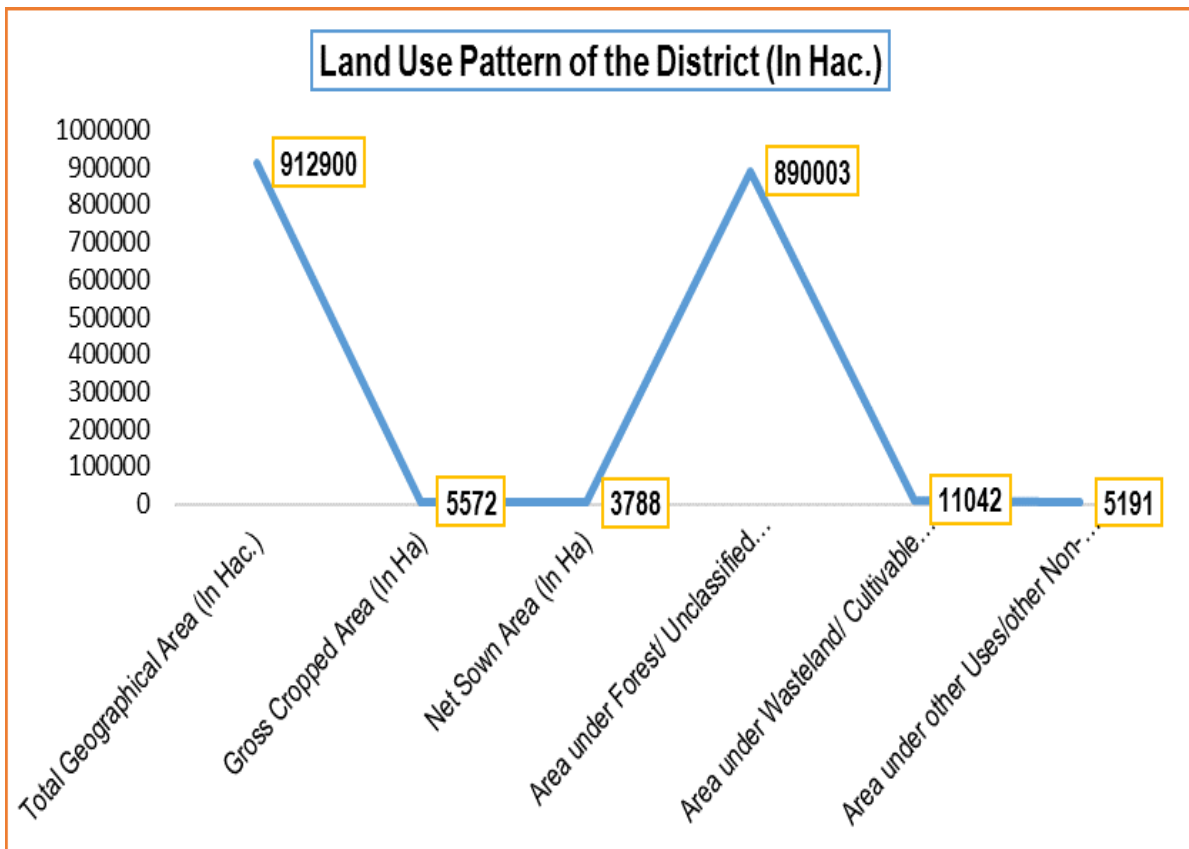 Land Use Pattern of the District (In Hac.)
1000000
900000
800000
700000
600000
500000
400000
300000
200000
100000
0
912900
5572
3788
890003
11042
5191
Total Geographical Area (In Hac.)
Gross Cropped Area (In Ha)
Net Sown Area (In Ha)
Area under Forest/ Unclassified...
Area under Wasteland/ Cultivable...
Area under other Uses/other Non-...